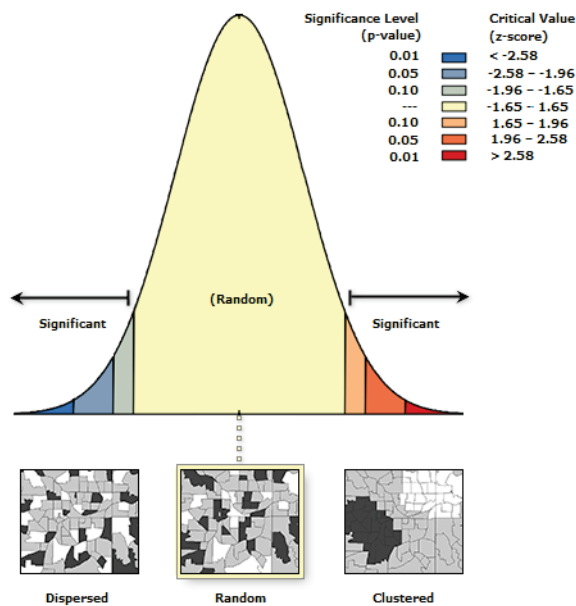 Significance Level Critical Value
(p-value) (z-score)
0.01 < -2.58
0.05 -2.58 – -1.96
0.10 -1.96 – -1.65
--- -1.65 – 1.65
0.10 1.65 – 1.96
0.05 1.96 – 2.58
0.01 > 2.58
(Random)
Significant Significant
Dispersed Random Clustered